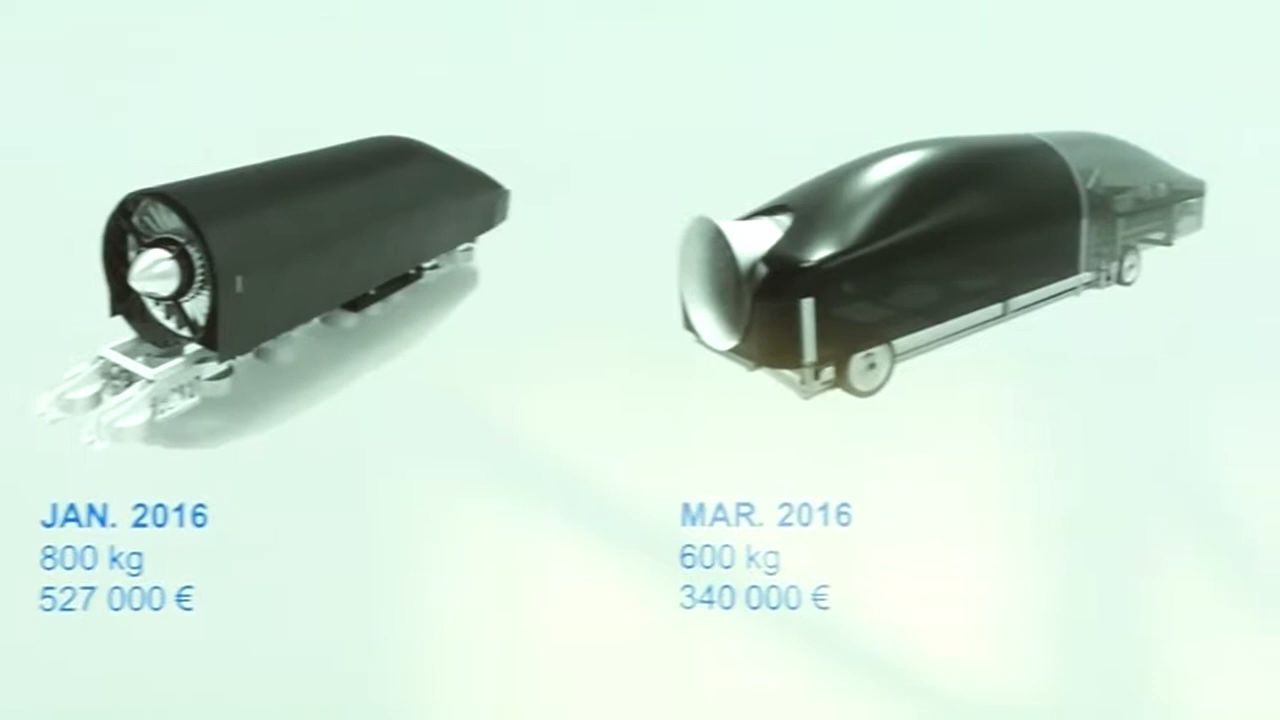 JAN. 2016
800 kg
527 000 €
MAR. 2016
600 kg
340 000 €